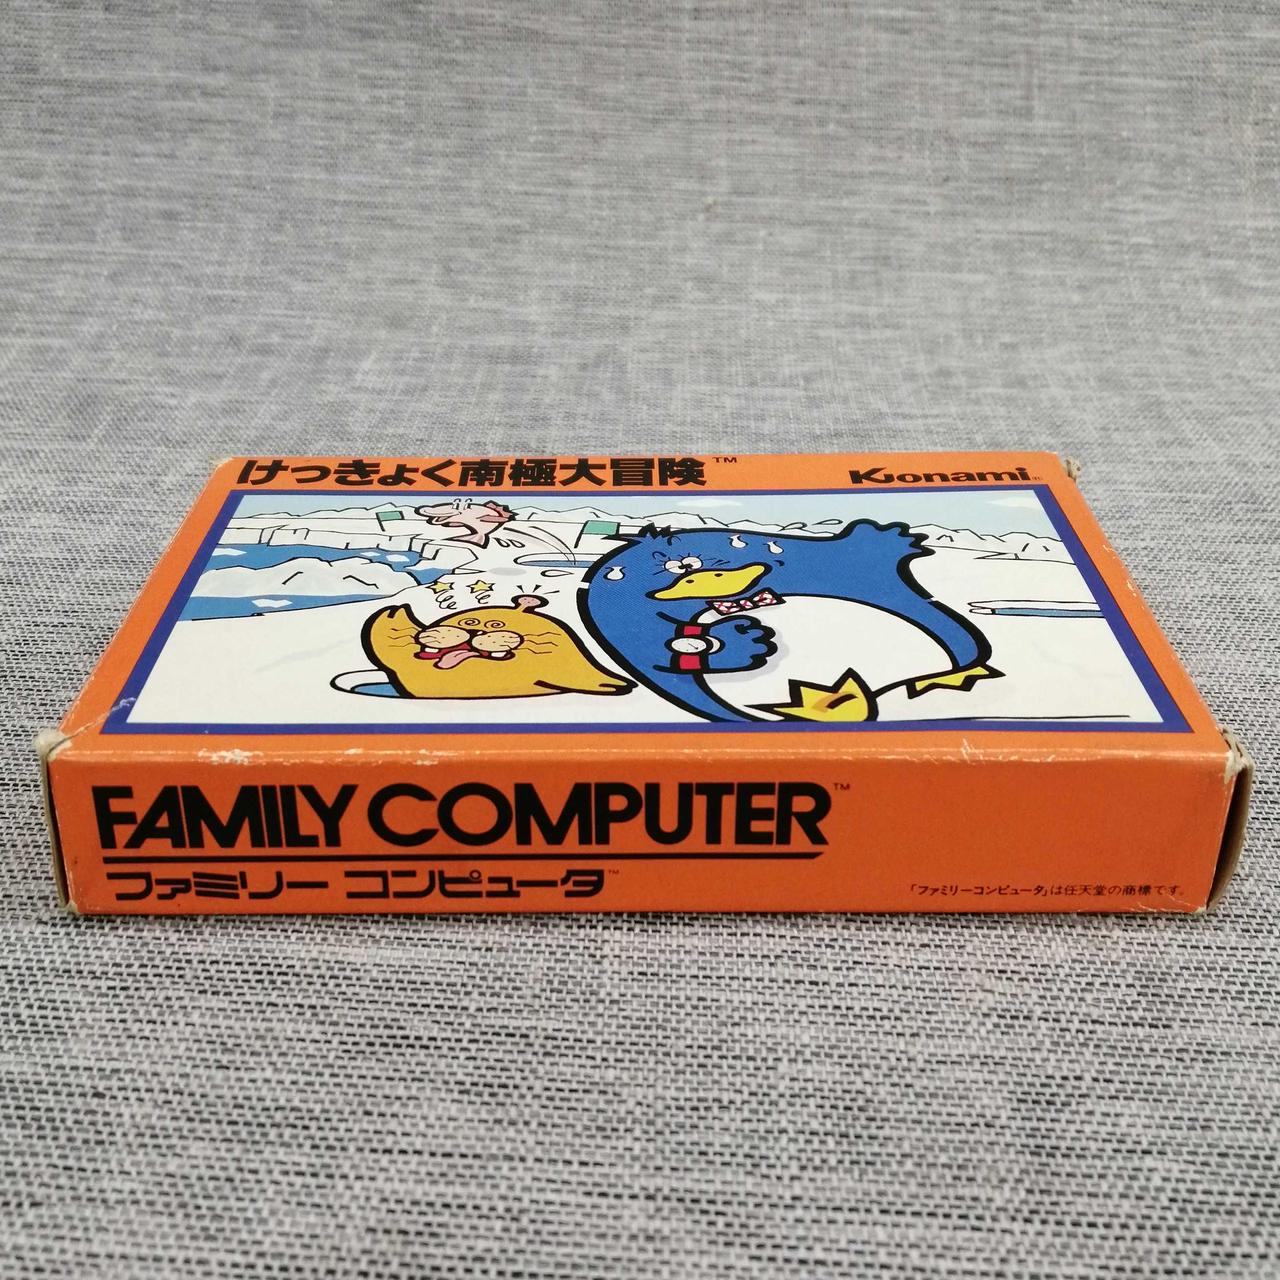 けっきょく南極大冒険™
Konami®
FAMILY COMPUTER™
ファミリー コンピュータ™
「ファミリーコンピュータ」は任天堂の商標です。